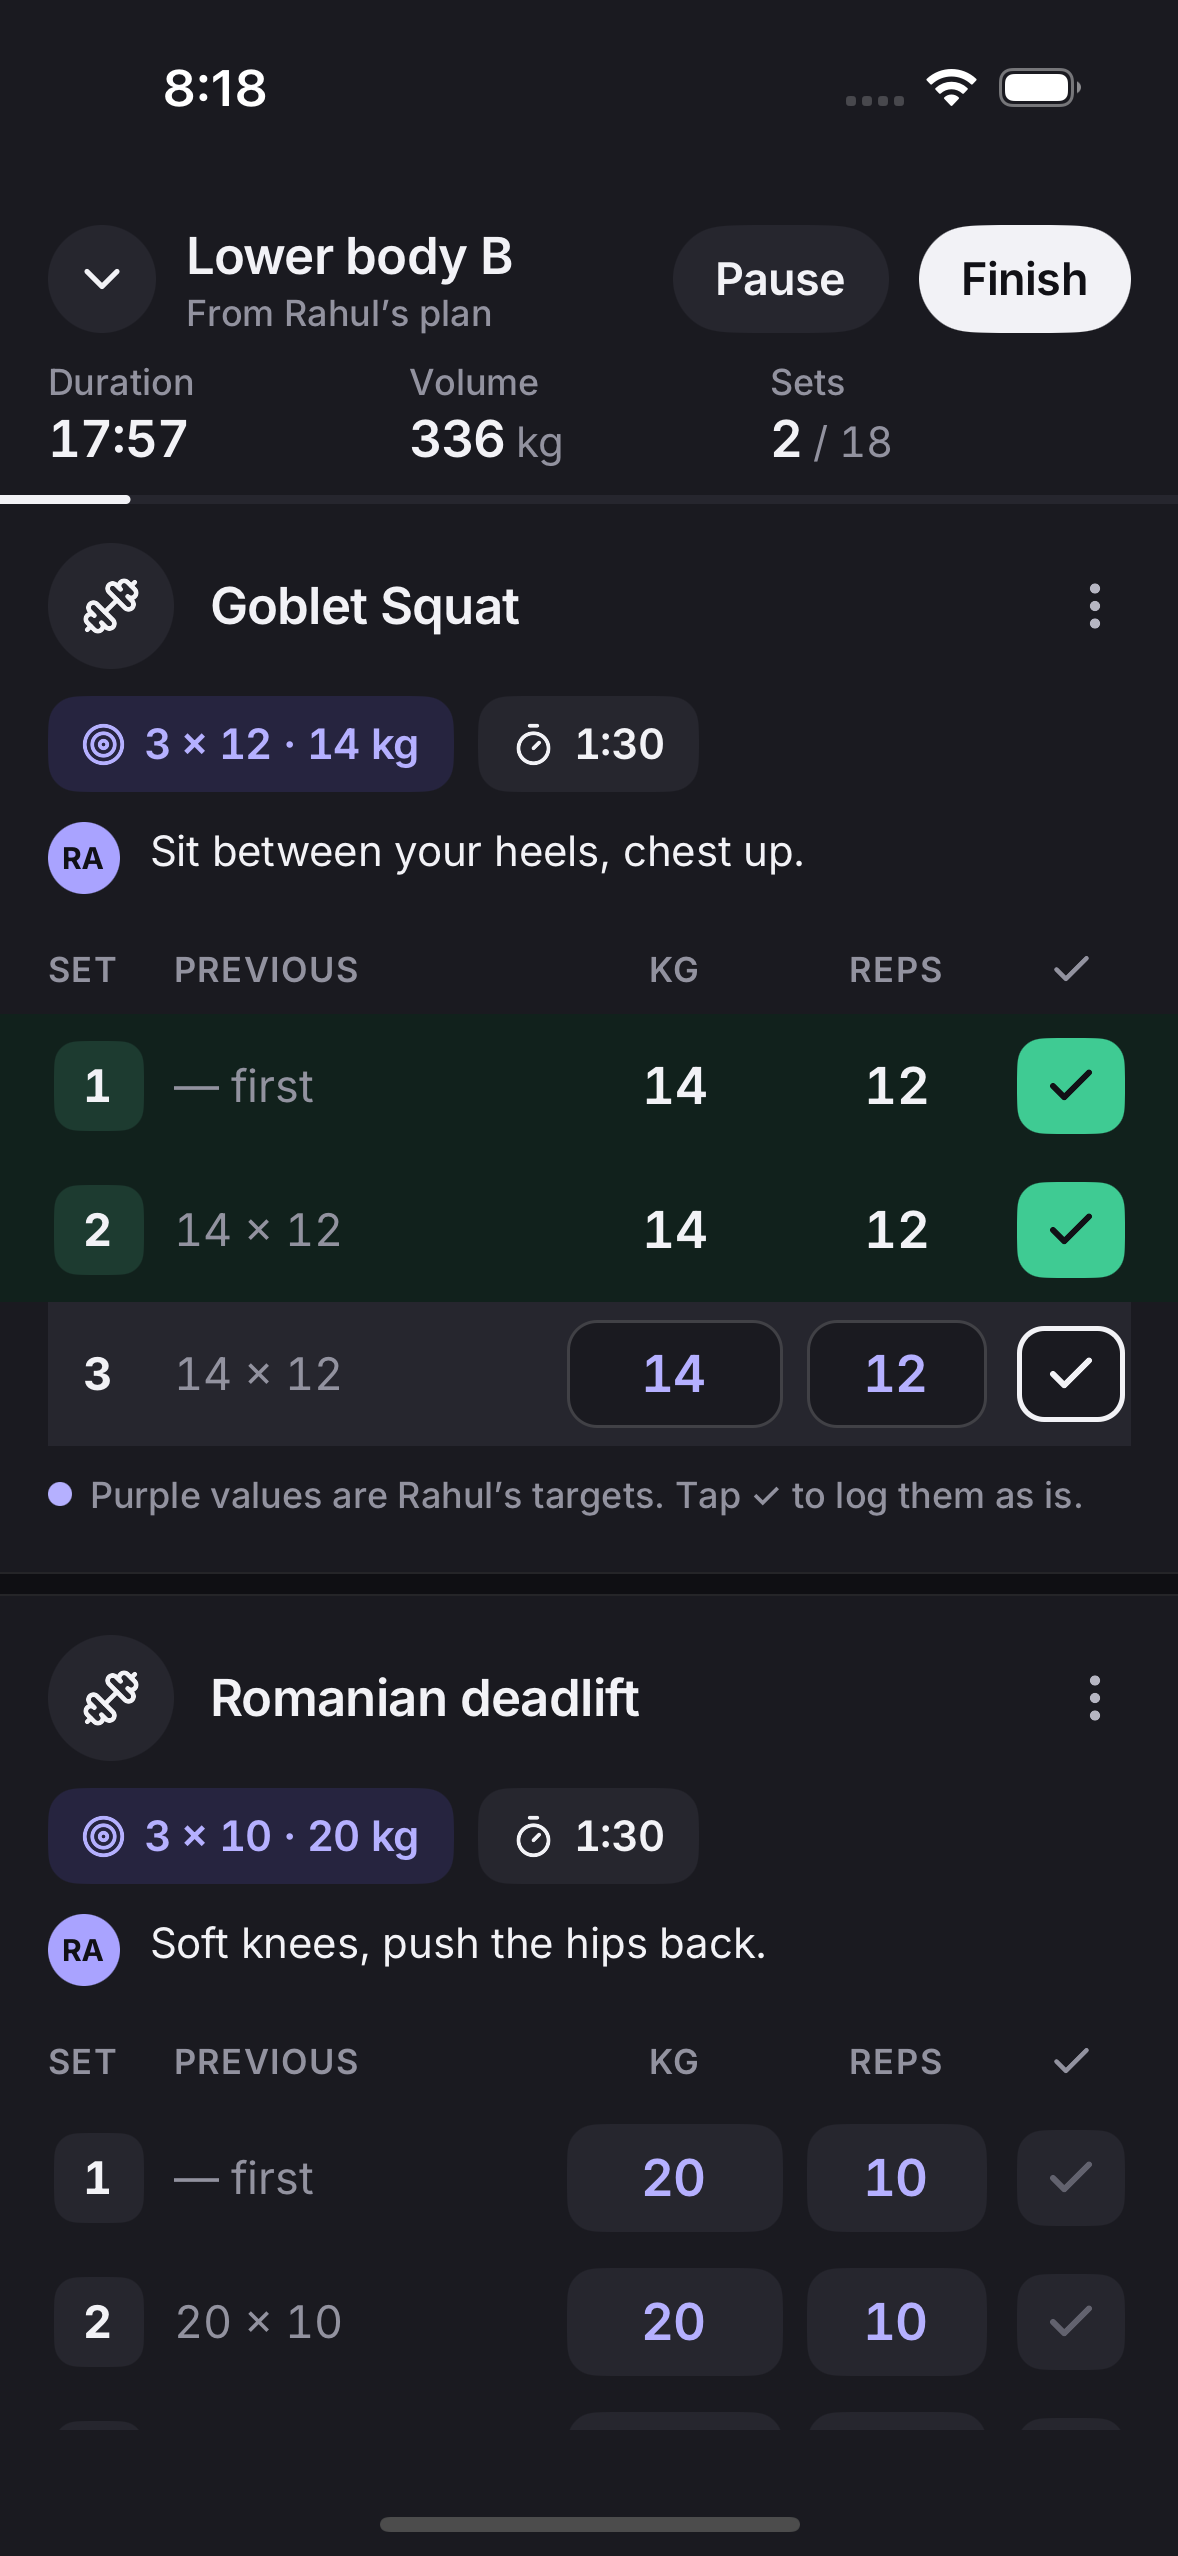 8:18
Lower body B
From Rahul’s plan
Pause
Finish
Duration
Volume
Sets
17:57
336 kg
2 / 18
Goblet Squat
3 × 12 · 14 kg
1:30
RA
Sit between your heels, chest up.
SET PREVIOUS KG REPS ✓
1 — first 14 12 ✓
2 14 × 12 14 12 ✓
3 14 × 12 14 12 ✓
Purple values are Rahul’s targets. Tap ✓ to log them as is.
Romanian deadlift
3 × 10 · 20 kg
1:30
RA
Soft knees, push the hips back.
SET PREVIOUS KG REPS ✓
1 — first 20 10 ✓
2 20 × 10 20 10 ✓